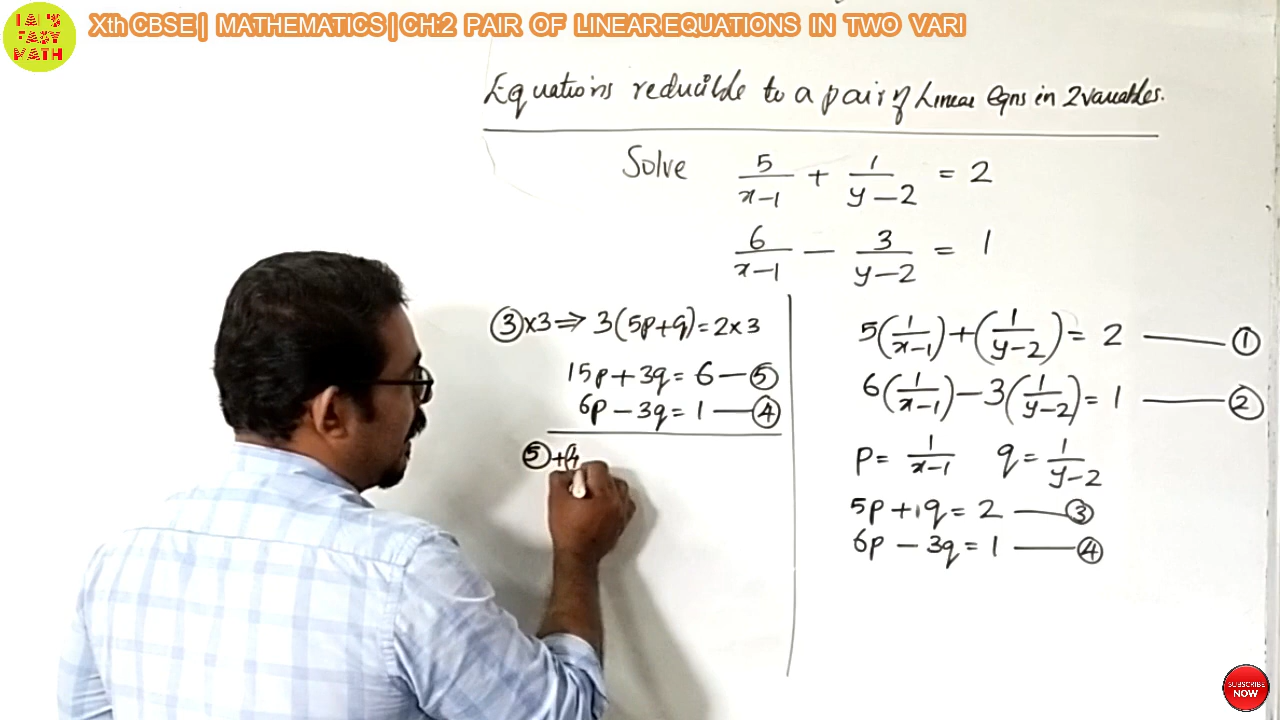 IAL'S
EASY
MATH
Xth CBSE | MATHEMATICS | CH:2 PAIR OF LINEAR EQUATIONS IN TWO VARI
Equations reducible to a pair of Linear Eqns in 2 variables.
Solve 5/(x-1) + 1/(y-2) = 2
6/(x-1) - 3/(y-2) = 1
③×3 ⇒ 3(5p+q) = 2×3
15p + 3q = 6 — ⑤
6p - 3q = 1 — ④
⑤+4
5(1/(x-1)) + (1/(y-2)) = 2 — ①
6(1/(x-1)) - 3(1/(y-2)) = 1 — ②
p = 1/(x-1) q = 1/(y-2)
5p + 1q = 2 — ③
6p - 3q = 1 — ④
SUBSCRIBE
NOW